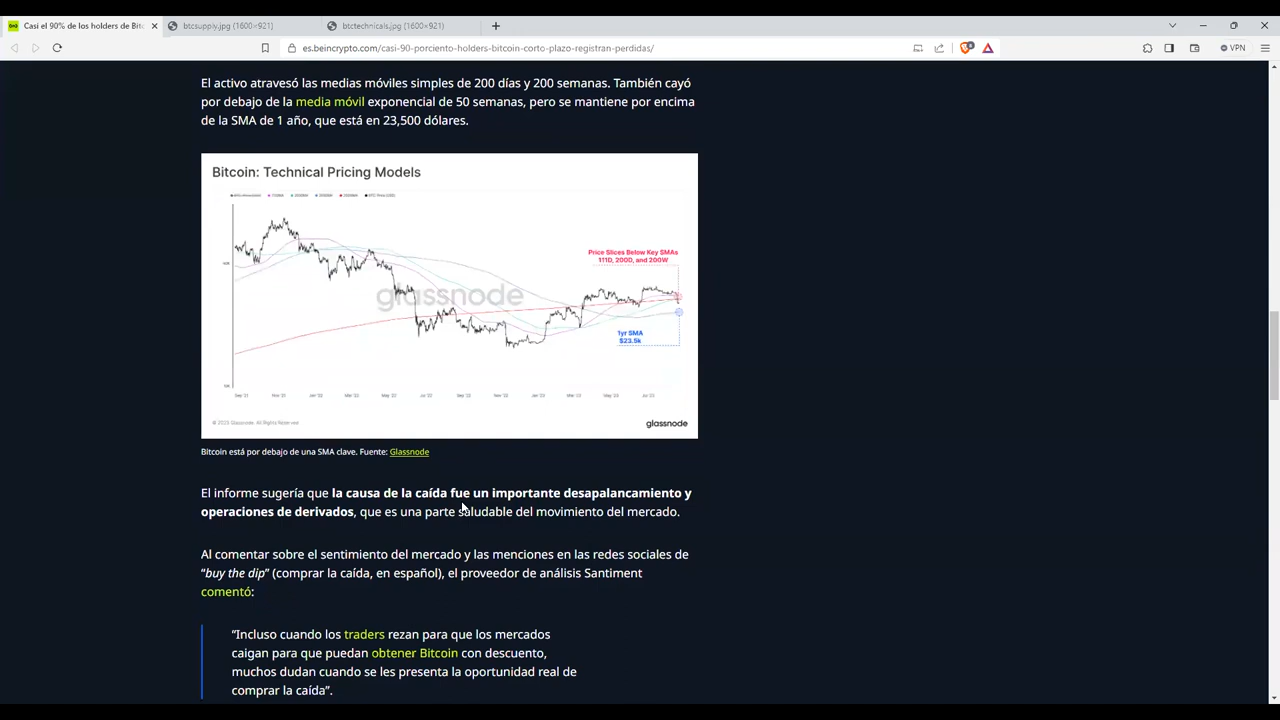 Casi el 90% de los holders de Bitc
btcsupply.jpg (1600×921)
btctechnicals.jpg (1600×921)
es.beincrypto.com/casi-90-porciento-holders-bitcoin-corto-plazo-registran-perdidas/
VPN
El activo atravesó las medias móviles simples de 200 días y 200 semanas. También cayó
por debajo de la media móvil exponencial de 50 semanas, pero se mantiene por encima
de la SMA de 1 año, que está en 23,500 dólares.
Bitcoin: Technical Pricing Models
Price Slices Below Key SMAs
111D, 200D, and 200W
glassnode
1yr SMA
$23.5k
© 2023 Glassnode. All Rights Reserved
glassnode
Bitcoin está por debajo de una SMA clave. Fuente: Glassnode
El informe sugería que la causa de la caída fue un importante desapalancamiento y
operaciones de derivados, que es una parte saludable del movimiento del mercado.
Al comentar sobre el sentimiento del mercado y las menciones en las redes sociales de
“buy the dip” (comprar la caída, en español), el proveedor de análisis Santiment
comentó:
“Incluso cuando los traders rezan para que los mercados
caigan para que puedan obtener Bitcoin con descuento,
muchos dudan cuando se les presenta la oportunidad real de
comprar la caída”.